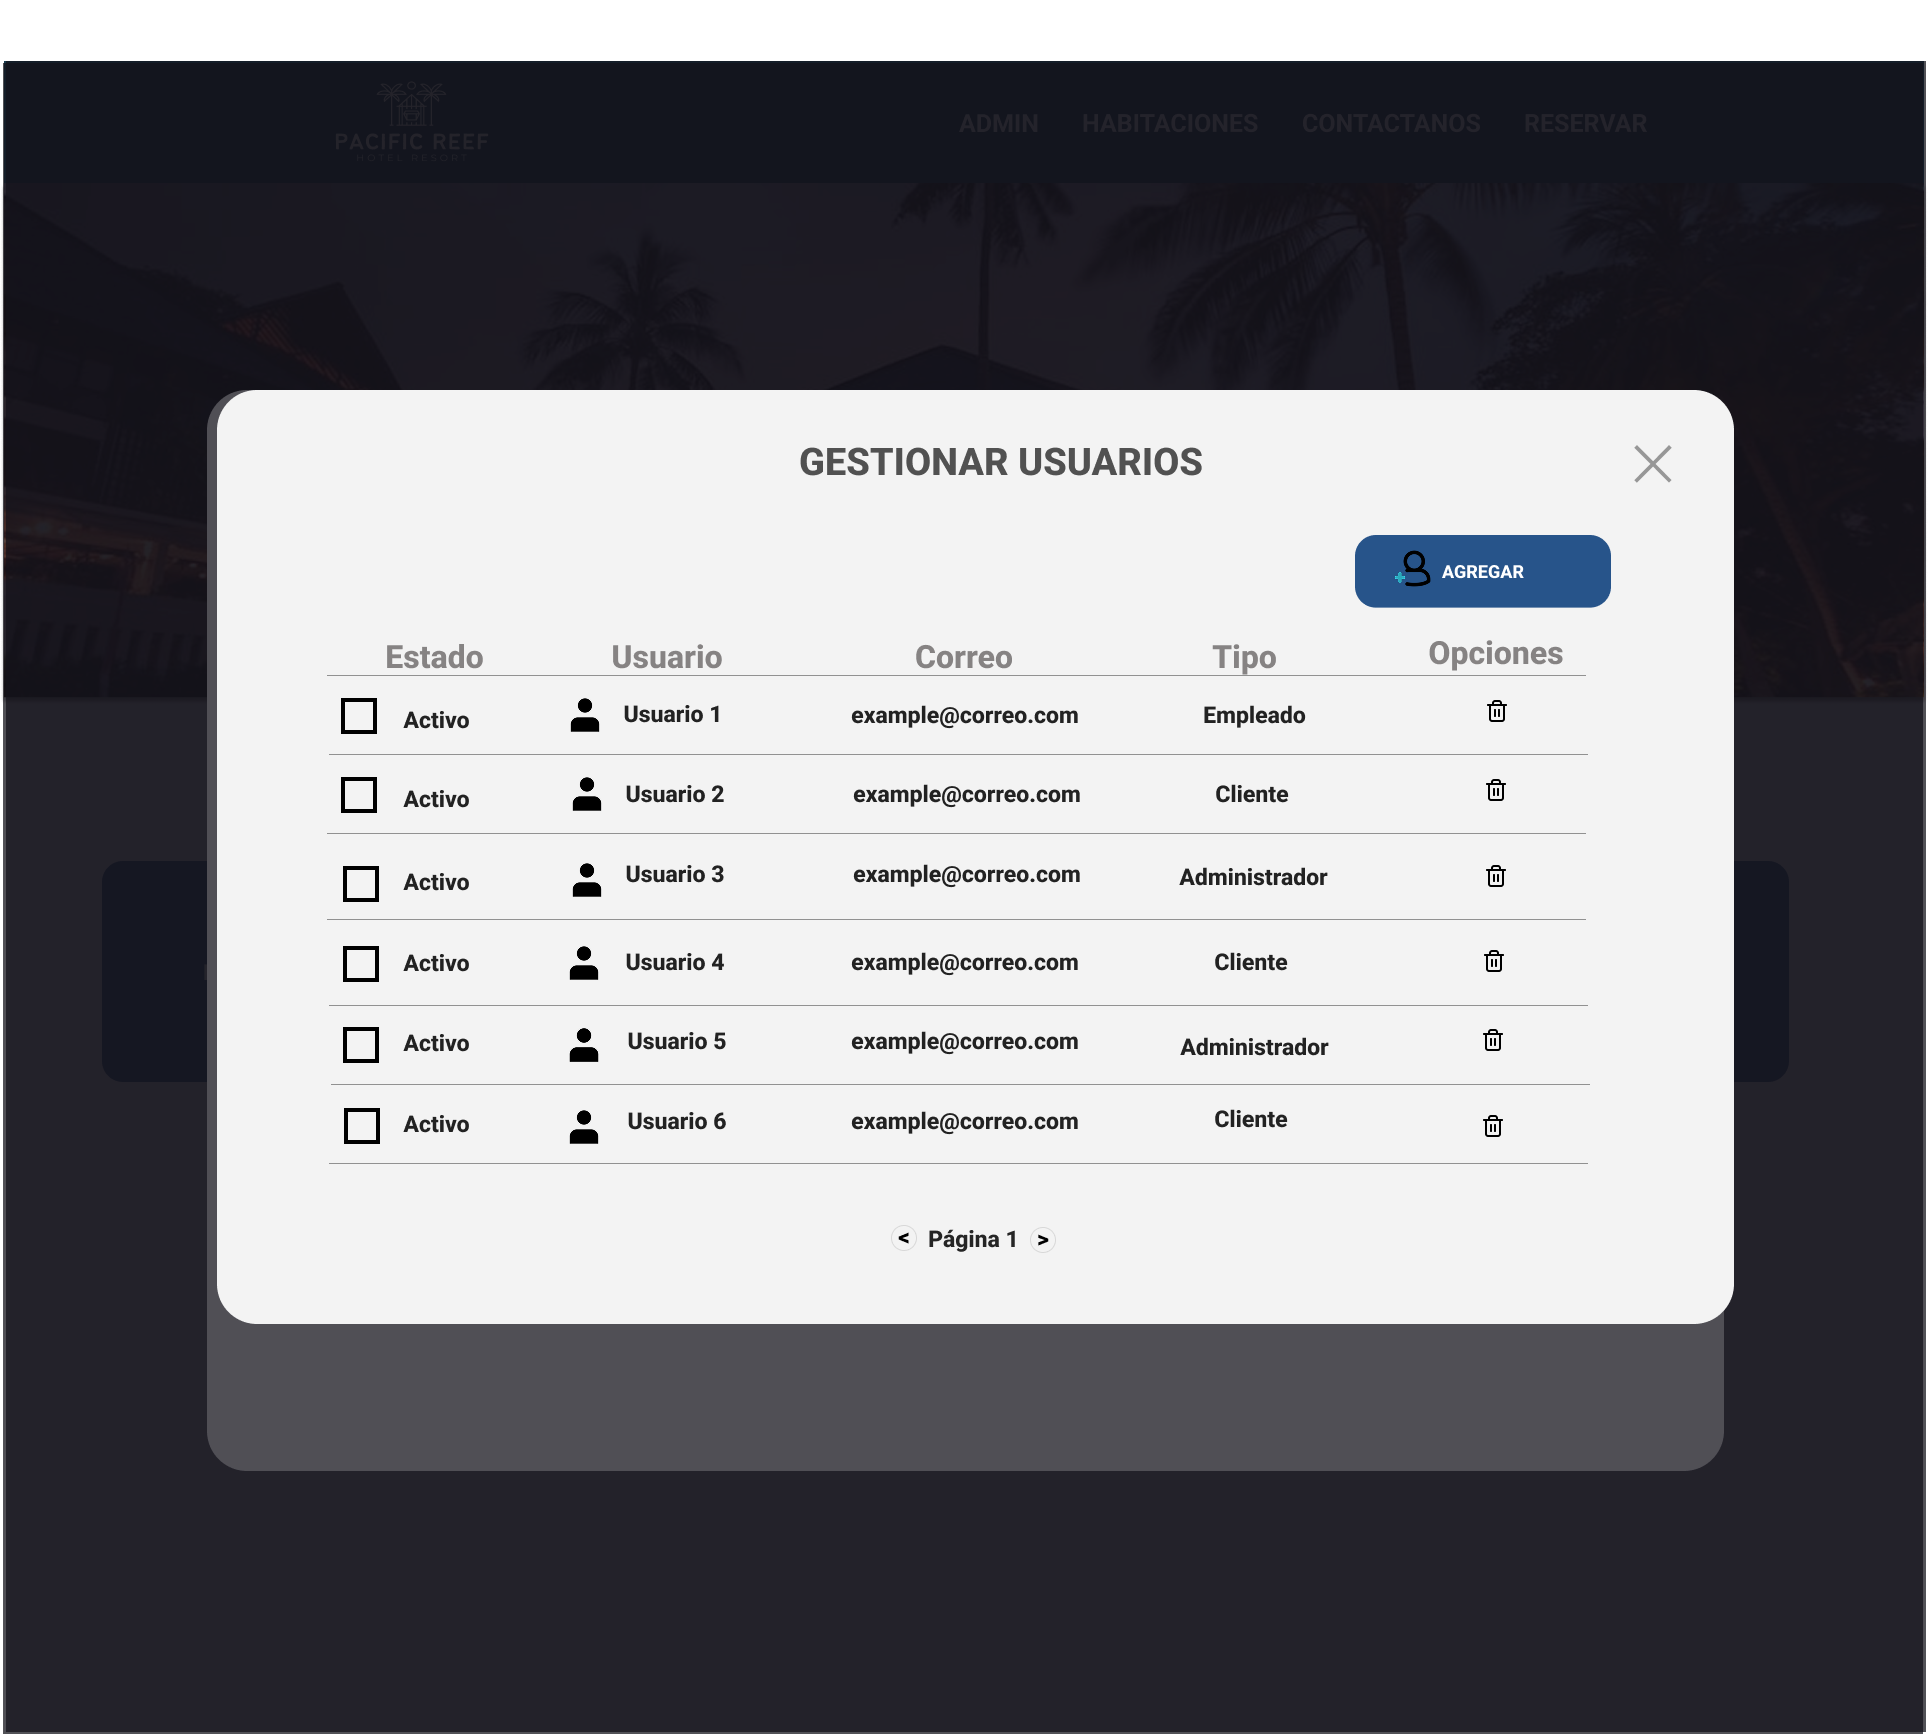 PACIFIC REEF
HOTEL RESORT
ADMIN HABITACIONES CONTACTANOS RESERVAR
GESTIONAR USUARIOS
AGREGAR
Estado Usuario Correo Tipo Opciones
Activo Usuario 1 example@correo.com Empleado
Activo Usuario 2 example@correo.com Cliente
Activo Usuario 3 example@correo.com Administrador
Activo Usuario 4 example@correo.com Cliente
Activo Usuario 5 example@correo.com Administrador
Activo Usuario 6 example@correo.com Cliente
< Página 1 >